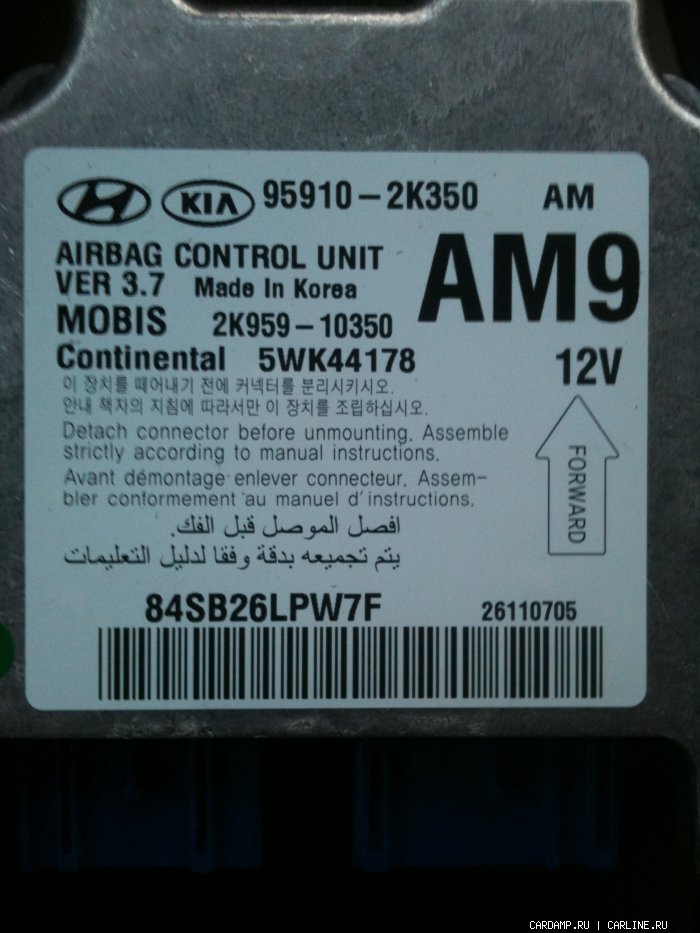 KIA 95910-2K350 AM
AIRBAG CONTROL UNIT
VER 3.7 Made In Korea
AM9
MOBIS 2K959-10350
Continental 5WK44178
12V
이 장치를 떼어내기 전에 커넥터를 분리시키시오.
안내 책자의 지침에 따라서만 이 장치를 조립하십시오.
Detach connector before unmounting. Assemble
strictly according to manual instructions.
Avant démontage enlever connecteur. Assem-
bler conformement au manuel d'instructions.
FORWARD
افصل الموصل قبل الفك.
يتم تجميعه بدقة وفقا لدليل التعليمات
84SB26LPW7F 26110705
CARDAMP.RU | CARLINE.RU